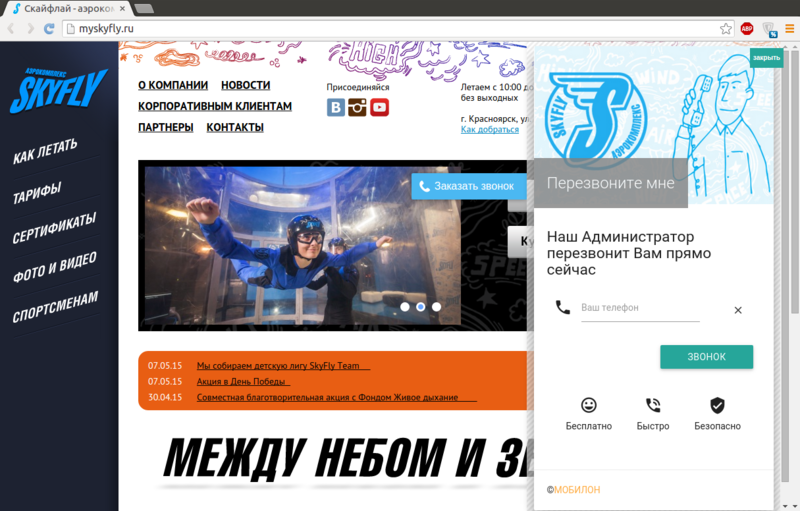 Скайфлай - аэроком
myskyfly.ru
ABP
АЭРОКОМПЛЕКС
SKYFLY
КАК ЛЕТАТЬ
ТАРИФЫ
СЕРТИФИКАТЫ
ФОТО И ВИДЕО
СПОРТСМЕНАМ
HIGH
О КОМПАНИИ НОВОСТИ
КОРПОРАТИВНЫМ КЛИЕНТАМ
ПАРТНЕРЫ КОНТАКТЫ
Присоединяйся
Летаем с 10:00 до
без выходных
г. Красноярск, ул
Как добраться
Заказать звонок
07.05.15 Мы собираем детскую лигу SkyFly Team
07.05.15 Акция в День Победы
30.04.15 Совместная благотворительная акция с Фондом Живое дыхание
МЕЖДУ НЕБОМ И З
закрыть
WIND
SKYFLY
АЭРОКОМПЛЕКС
Перезвоните мне
Наш Администратор
перезвонит Вам прямо
сейчас
Ваш телефон
ЗВОНОК
Бесплатно Быстро Безопасно
©МОБИЛОН